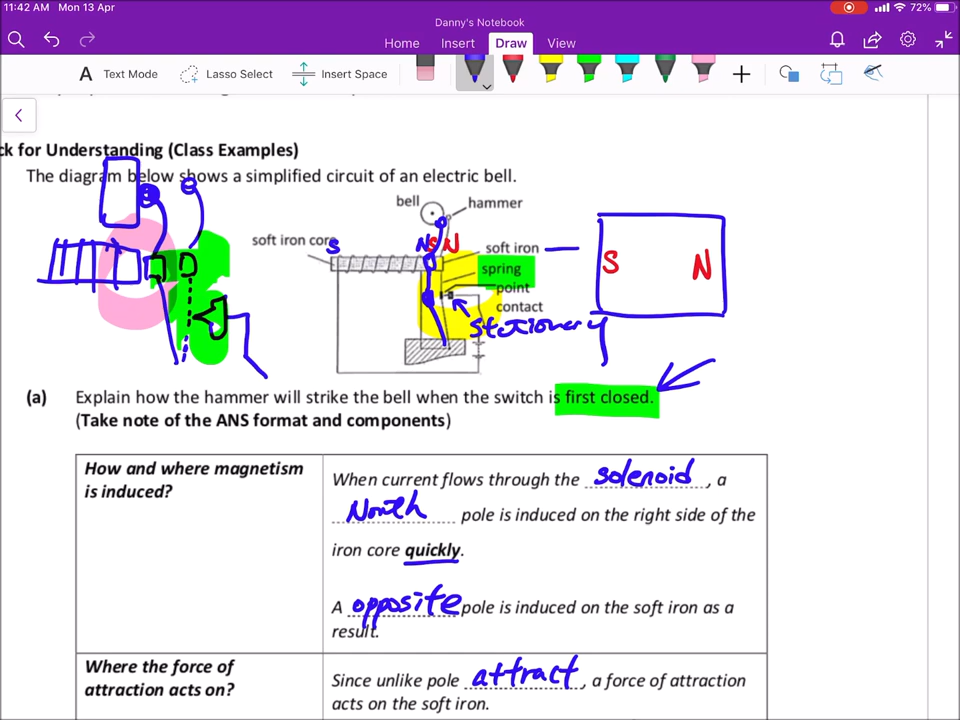 11:42 AM Mon 13 Apr
72%
Danny's Notebook
Home Insert Draw View
A Text Mode Lasso Select Insert Space
ck for Understanding (Class Examples)
The diagram below shows a simplified circuit of an electric bell.
bell
hammer
soft iron core
S
N S N
soft iron
spring
point
contact
stationary
S N
(a) Explain how the hammer will strike the bell when the switch is first closed.
(Take note of the ANS format and components)
How and where magnetism
is induced?
When current flows through the solenoid, a
North pole is induced on the right side of the
iron core quickly.
A opposite pole is induced on the soft iron as a
result.
Where the force of
attraction acts on?
Since unlike pole attract, a force of attraction
acts on the soft iron.